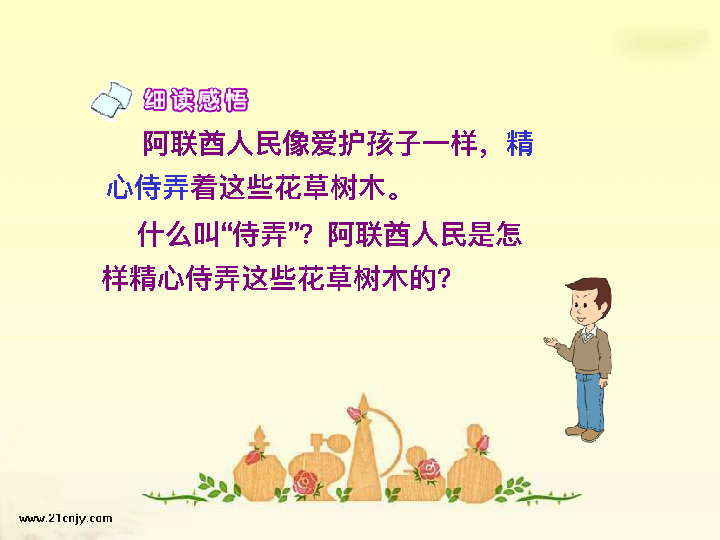 细读感悟
阿联酋人民像爱护孩子一样，精
心侍弄着这些花草树木。
什么叫“侍弄”？阿联酋人民是怎
样精心侍弄这些花草树木的？
www.21cnjy.com